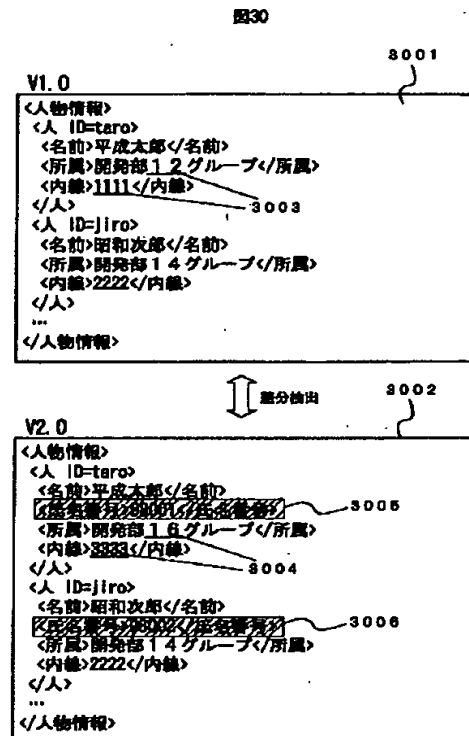 図30
3001
V1.0
<人物情報>
<人 ID=taro>
<名前>平成太郎</名前>
<所属>開発部12グループ</所属>
<内線>1111</内線>
</人>
3003
<人 ID=jiro>
<名前>昭和次郎</名前>
<所属>開発部14グループ</所属>
<内線>2222</内線>
</人>
…
</人物情報>
差分検出
3002
V2.0
<人物情報>
<人 ID=taro>
<名前>平成太郎</名前>
3005
<所属>開発部16グループ</所属>
<内線>3333</内線>
3004
</人>
<人 ID=jiro>
<名前>昭和次郎</名前>
3006
<所属>開発部14グループ</所属>
<内線>2222</内線>
</人>
…
</人物情報>